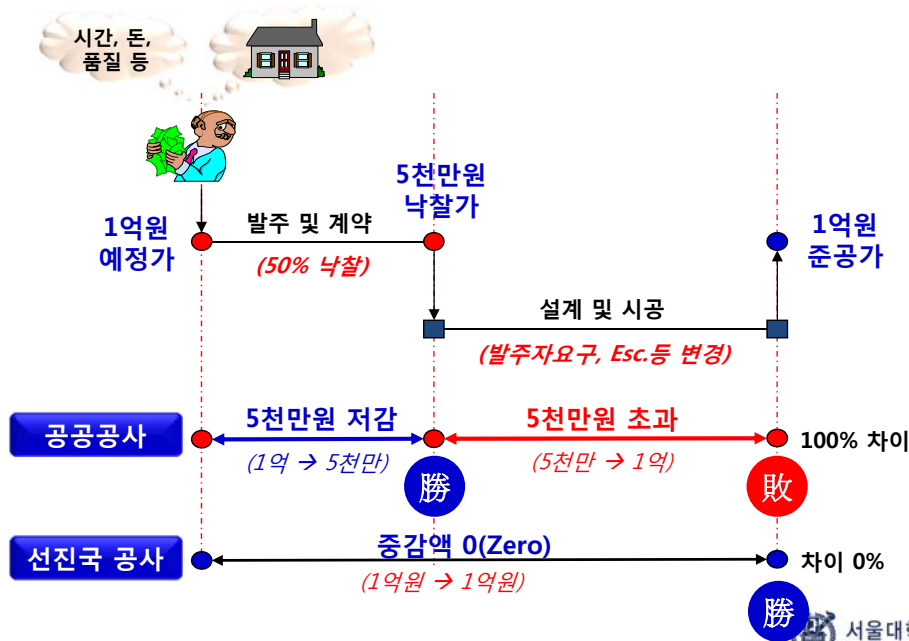 시간, 돈,
품질 등
5천만원
낙찰가
1억원
예정가
발주 및 계약
(50% 낙찰)
1억원
준공가
설계 및 시공
(발주자요구, Esc.등 변경)
공공공사
5천만원 저감
5천만원 초과
100% 차이
(1억 → 5천만)
(5천만 → 1억)
勝
敗
선진국 공사
중감액 0(Zero)
차이 0%
(1억원 → 1억원)
勝
서울대